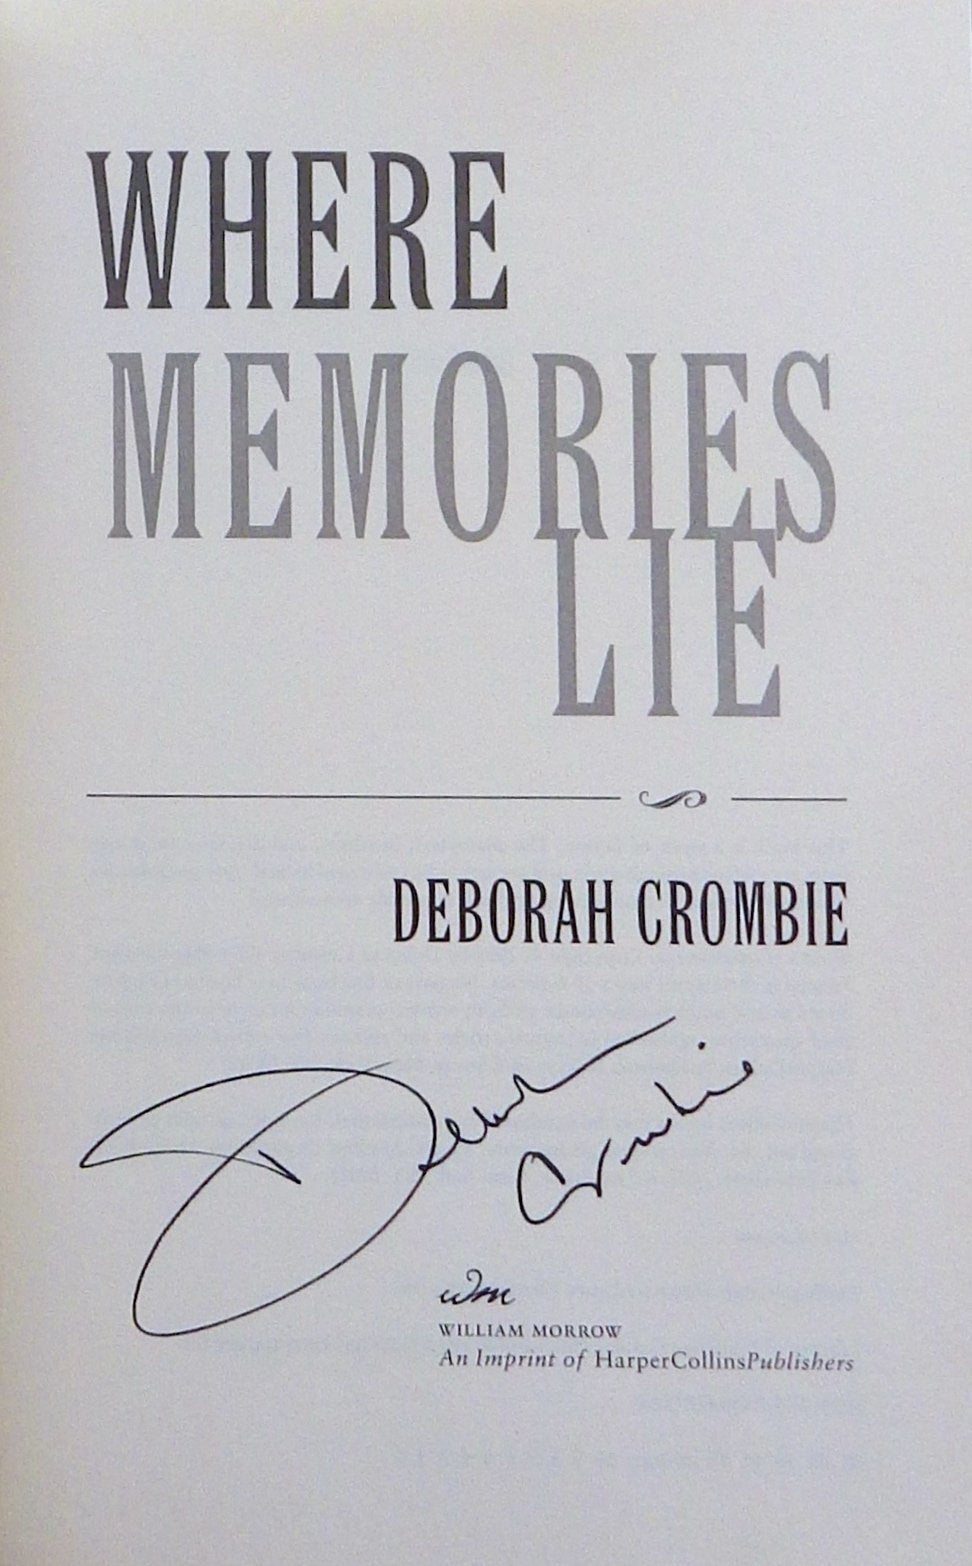 WHERE
MEMORIES
LIE
DEBORAH CROMBIE
Deborah
Crombie
wm
WILLIAM MORROW
An Imprint of HarperCollinsPublishers